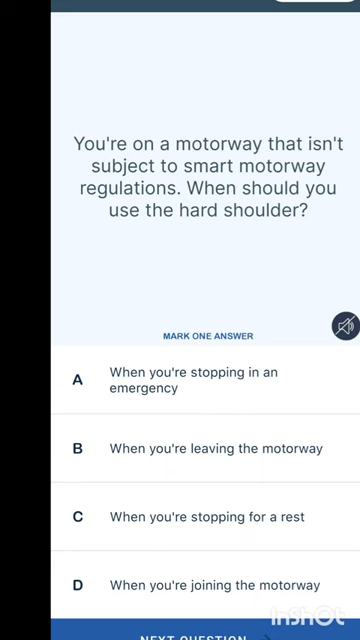 You're on a motorway that isn't
subject to smart motorway
regulations. When should you
use the hard shoulder?
MARK ONE ANSWER
A
When you're stopping in an
emergency
B
When you're leaving the motorway
C
When you're stopping for a rest
D
When you're joining the motorway
InShOt
NEXT QUESTION